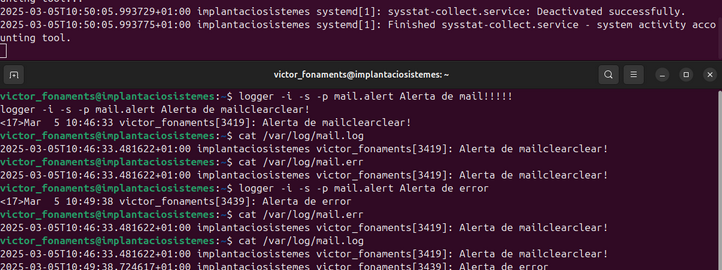 2025-03-05T10:50:05.993729+01:00 implantaciosistemes systemd[1]: sysstat-collect.service: Deactivated successfully.
2025-03-05T10:50:05.993775+01:00 implantaciosistemes systemd[1]: Finished sysstat-collect.service - system activity acco
unting tool.
victor_fonaments@implantaciosistemes: ~
victor_fonaments@implantaciosistemes:~$ logger -i -s -p mail.alert Alerta de mail!!!!!
logger -i -s -p mail.alert Alerta de mailclearclear!
<17>Mar  5 10:46:33 victor_fonaments[3419]: Alerta de mailclearclear!
victor_fonaments@implantaciosistemes:~$ cat /var/log/mail.log
2025-03-05T10:46:33.481622+01:00 implantaciosistemes victor_fonaments[3419]: Alerta de mailclearclear!
victor_fonaments@implantaciosistemes:~$ cat /var/log/mail.err
2025-03-05T10:46:33.481622+01:00 implantaciosistemes victor_fonaments[3419]: Alerta de mailclearclear!
victor_fonaments@implantaciosistemes:~$ logger -i -s -p mail.alert Alerta de error
<17>Mar  5 10:49:38 victor_fonaments[3439]: Alerta de error
victor_fonaments@implantaciosistemes:~$ cat /var/log/mail.err
2025-03-05T10:46:33.481622+01:00 implantaciosistemes victor_fonaments[3419]: Alerta de mailclearclear!
victor_fonaments@implantaciosistemes:~$ cat /var/log/mail.log
2025-03-05T10:46:33.481622+01:00 implantaciosistemes victor_fonaments[3419]: Alerta de mailclearclear!
2025-03-05T10:49:38.724617+01:00 implantaciosistemes victor_fonaments[3439]: Alerta de error